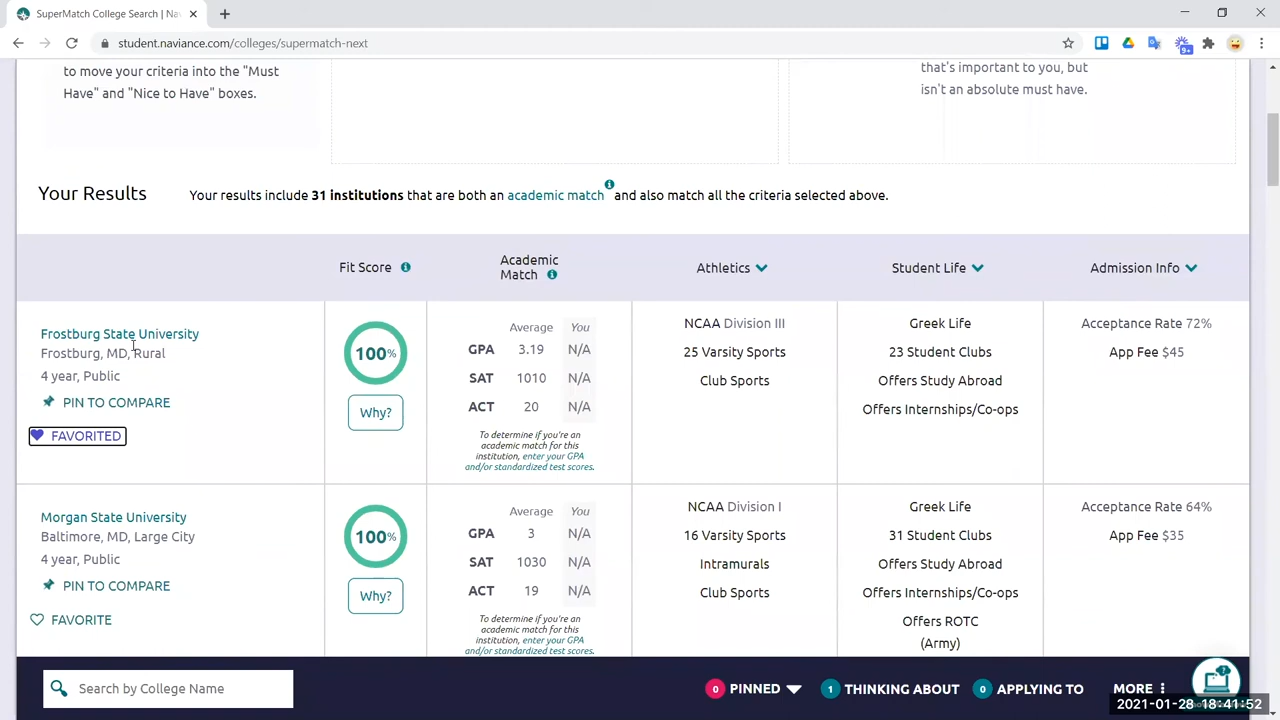 SuperMatch College Search | Nav
student.naviance.com/colleges/supermatch-next
9+
to move your criteria into the "Must
Have" and "Nice to Have" boxes.
that's important to you, but
isn't an absolute must have.
Your Results
Your results include 31 institutions that are both an academic match and also match all the criteria selected above.
Fit Score
Academic
Match
Athletics
Student Life
Admission Info
Frostburg State University
Frostburg, MD, Rural
4 year, Public
PIN TO COMPARE
FAVORITED
100%
Why?
Average You
GPA 3.19 N/A
SAT 1010 N/A
ACT 20 N/A
To determine if you're an
academic match for this
institution, enter your GPA
and/or standardized test scores.
NCAA Division III
25 Varsity Sports
Club Sports
Greek Life
23 Student Clubs
Offers Study Abroad
Offers Internships/Co-ops
Acceptance Rate 72%
App Fee $45
Morgan State University
Baltimore, MD, Large City
4 year, Public
PIN TO COMPARE
FAVORITE
100%
Why?
Average You
GPA 3 N/A
SAT 1030 N/A
ACT 19 N/A
To determine if you're an
academic match for this
institution, enter your GPA
and/or standardized test scores.
NCAA Division I
16 Varsity Sports
Intramurals
Club Sports
Greek Life
31 Student Clubs
Offers Study Abroad
Offers Internships/Co-ops
Offers ROTC
(Army)
Acceptance Rate 64%
App Fee $35
Search by College Name
0 PINNED
1 THINKING ABOUT
0 APPLYING TO
MORE
2021-01-28 18:41:52